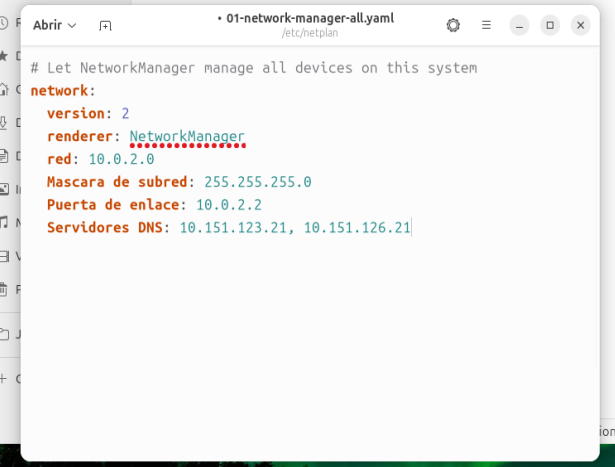 Abrir
• 01-network-manager-all.yaml
/etc/netplan
# Let NetworkManager manage all devices on this system
network:
version: 2
renderer: NetworkManager
red: 10.0.2.0
Mascara de subred: 255.255.255.0
Puerta de enlace: 10.0.2.2
Servidores DNS: 10.151.123.21, 10.151.126.21